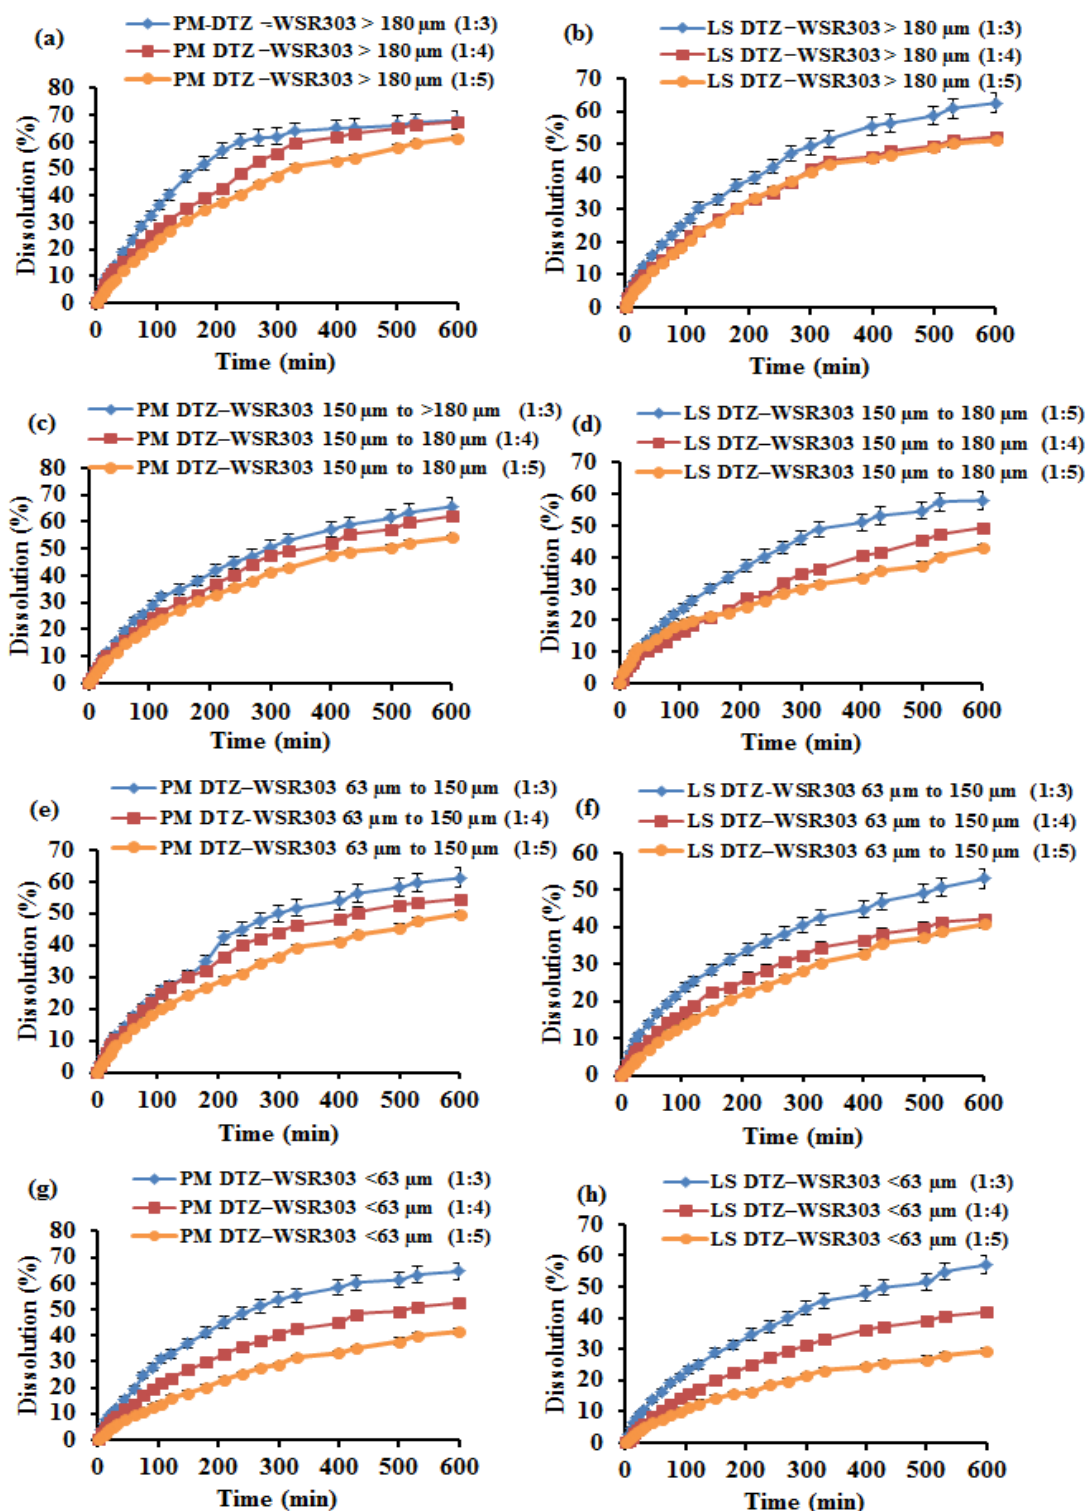 (a)
PM-DTZ –-WSR303 > 180 µm (1:3)
PM DTZ –WSR303 > 180 µm (1:4)
PM DTZ –WSR303 > 180 µm (1:5)
Dissolution (%)
80
70
60
50
40
30
20
10
0
0 100 200 300 400 500 600
Time (min)
(b)
LS DTZ–WSR303 > 180 µm (1:3)
LS DTZ–WSR303 > 180 µm (1:4)
LS DTZ–WSR303 > 180 µm (1:5)
Dissolution (%)
70
60
50
40
30
20
10
0
0 100 200 300 400 500 600
Time (min)
(c)
PM DTZ–WSR303 150 µm to >180 µm (1:3)
PM DTZ–WSR303 150 µm to 180 µm (1:4)
PM DTZ–WSR303 150 µm to 180 µm (1:5)
Dissolution (%)
80
70
60
50
40
30
20
10
0
0 100 200 300 400 500 600
Time (min)
(d)
LS DTZ–WSR303 150 µm to 180 µm (1:5)
LS DTZ–WSR303 150 µm to 180 µm (1:4)
LS DTZ–WSR303 150 µm to 180 µm (1:5)
Dissolution (%)
70
60
50
40
30
20
10
0
0 100 200 300 400 500 600
Time (min)
(e)
PM DTZ–WSR303 63 µm to 150 µm (1:3)
PM DTZ-WSR303 63 µm to 150 µm (1:4)
PM DTZ–WSR303 63 µm to 150 µm (1:5)
Dissolution (%)
70
60
50
40
30
20
10
0
0 100 200 300 400 500 600
Time (min)
(f)
LS DTZ-WSR303 63 µm to 150 µm (1:3)
LS DTZ–WSR303 63 µm to 150 µm (1:4)
LS DTZ–WSR303 63 µm to 150 µm (1:5)
Dissolution (%)
60
50
40
30
20
10
0
0 100 200 300 400 500 600
Time (min)
(g)
PM DTZ–WSR303 <63 µm (1:3)
PM DTZ–WSR303 <63 µm (1:4)
PM DTZ–WSR303 <63 µm (1:5)
Dissolution (%)
80
70
60
50
40
30
20
10
0
0 100 200 300 400 500 600
Time (min)
(h)
LS DTZ–WSR303 <63 µm (1:3)
LS DTZ–WSR303 <63 µm (1:4)
LS DTZ–WSR303 <63 µm (1:5)
Dissolution (%)
70
60
50
40
30
20
10
0
0 100 200 300 400 500 600
Time (min)